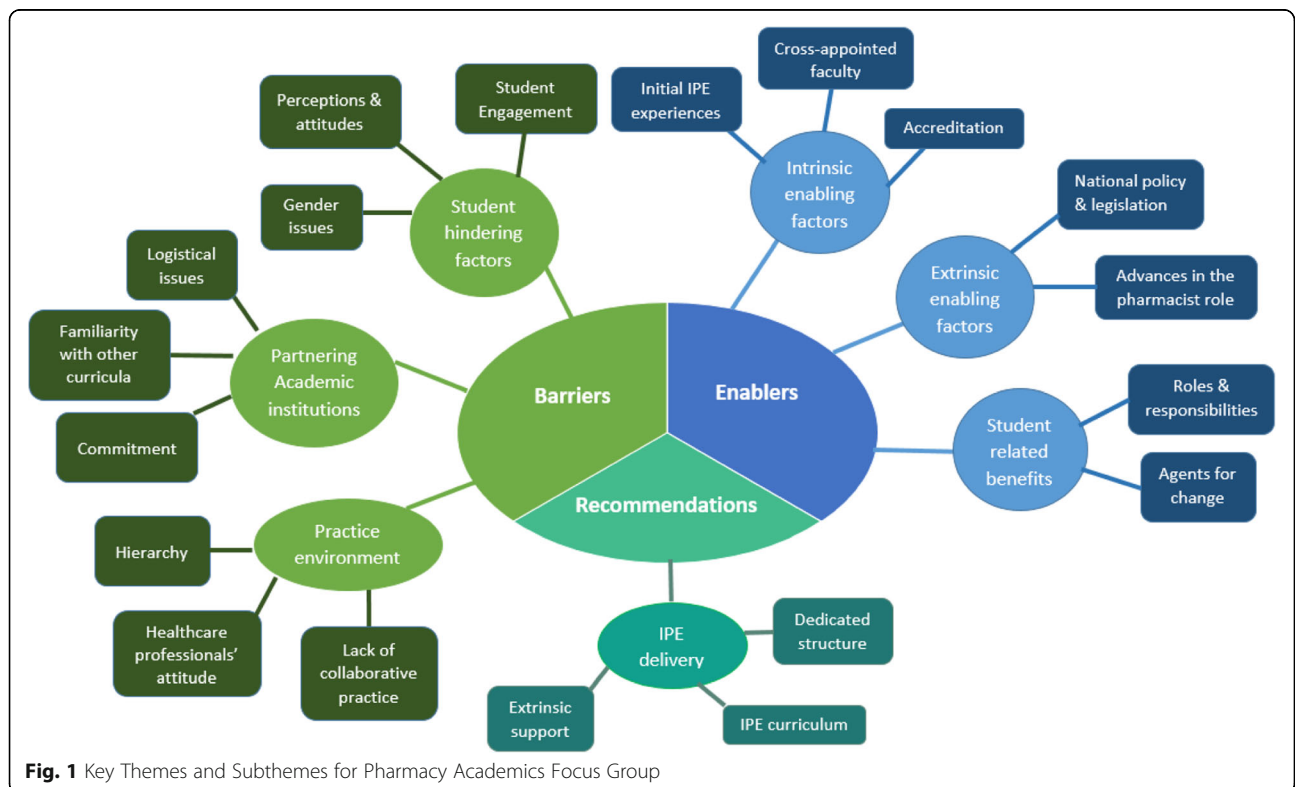 Cross-appointed
faculty
Initial IPE
experiences
Accreditation
Intrinsic
enabling
factors
Perceptions &
attitudes
Student
Engagement
Gender
issues
Student
hindering
factors
National policy
& legislation
Advances in the
pharmacist role
Extrinsic
enabling
factors
Logistical
issues
Familiarity
with other
curricula
Commitment
Partnering
Academic
institutions
Barriers
Enablers
Recommendations
Roles &
responsibilities
Agents for
change
Student
related
benefits
Hierarchy
Healthcare
professionals’
attitude
Lack of
collaborative
practice
Practice
environment
IPE
delivery
Dedicated
structure
Extrinsic
support
IPE curriculum
Fig. 1 Key Themes and Subthemes for Pharmacy Academics Focus Group